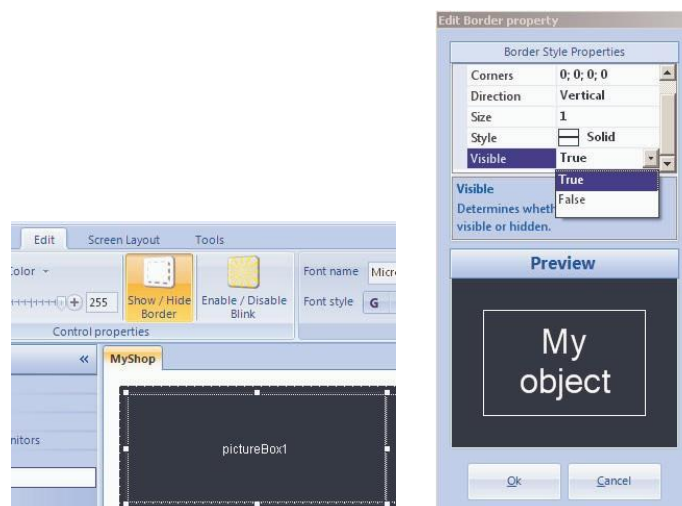 Edit Screen Layout Tools
Color
255
Show / Hide
Border
Enable / Disable
Blink
Font name Micro
Font style G
Control properties
« MyShop
nitors
pictureBox1
Edit Border property
Border Style Properties
Corners 0; 0; 0; 0
Direction Vertical
Size 1
Style Solid
Visible True
True
False
Visible
Determines wheth
visible or hidden.
Preview
My
object
Ok Cancel